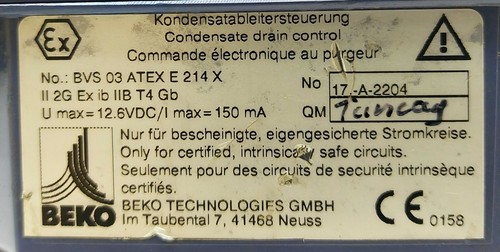 Ex
Kondensatableitersteuerung
Condensate drain control
Commande électronique au purgeur
No.: BVS 03 ATEX E 214 X
II 2G Ex ib IIB T4 Gb
U max=12.6VDC/I max=150 mA
No 17.-A-2204
QM
Nur für bescheinigte, eigengesicherte Stromkreise.
Only for certified, intrinsically safe circuits.
Seulement pour des circuits de securité intrinsèque
certifiés.
BEKO
BEKO TECHNOLOGIES GMBH
Im Taubental 7, 41468 Neuss
CE 0158